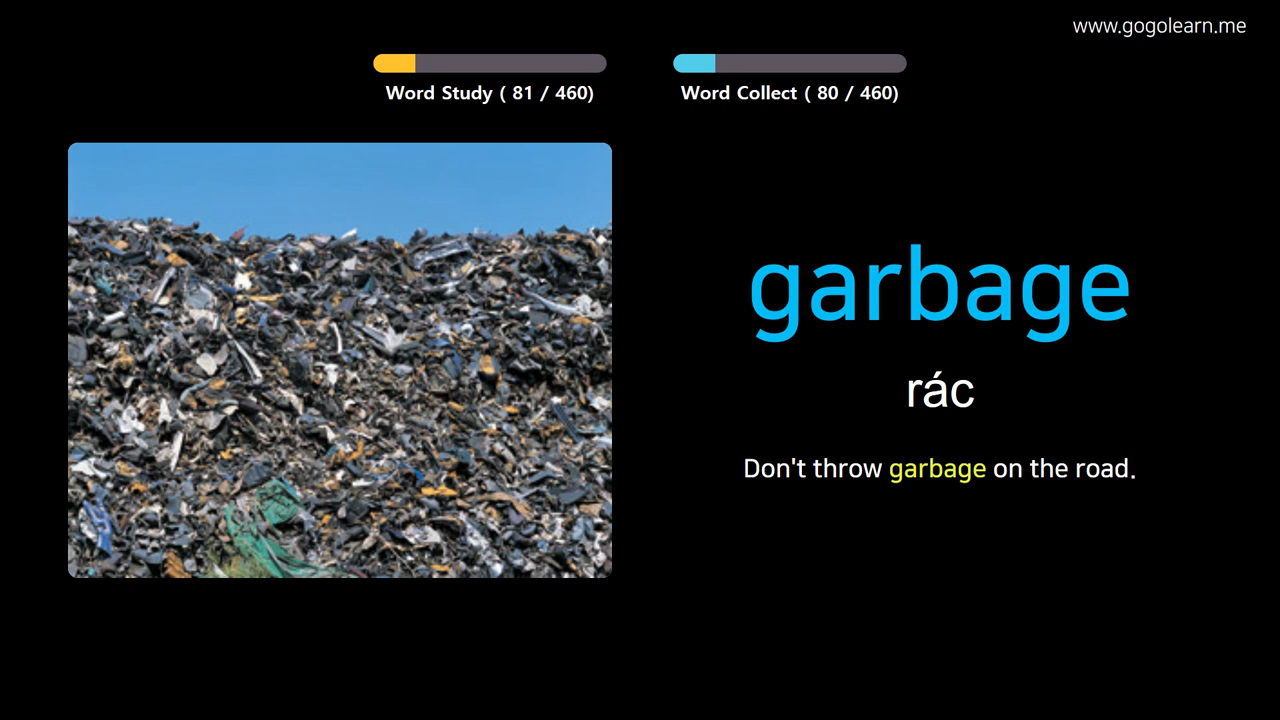 www.gogolearn.me
Word Study ( 81 / 460)
Word Collect ( 80 / 460)
garbage
rác
Don't throw garbage on the road.